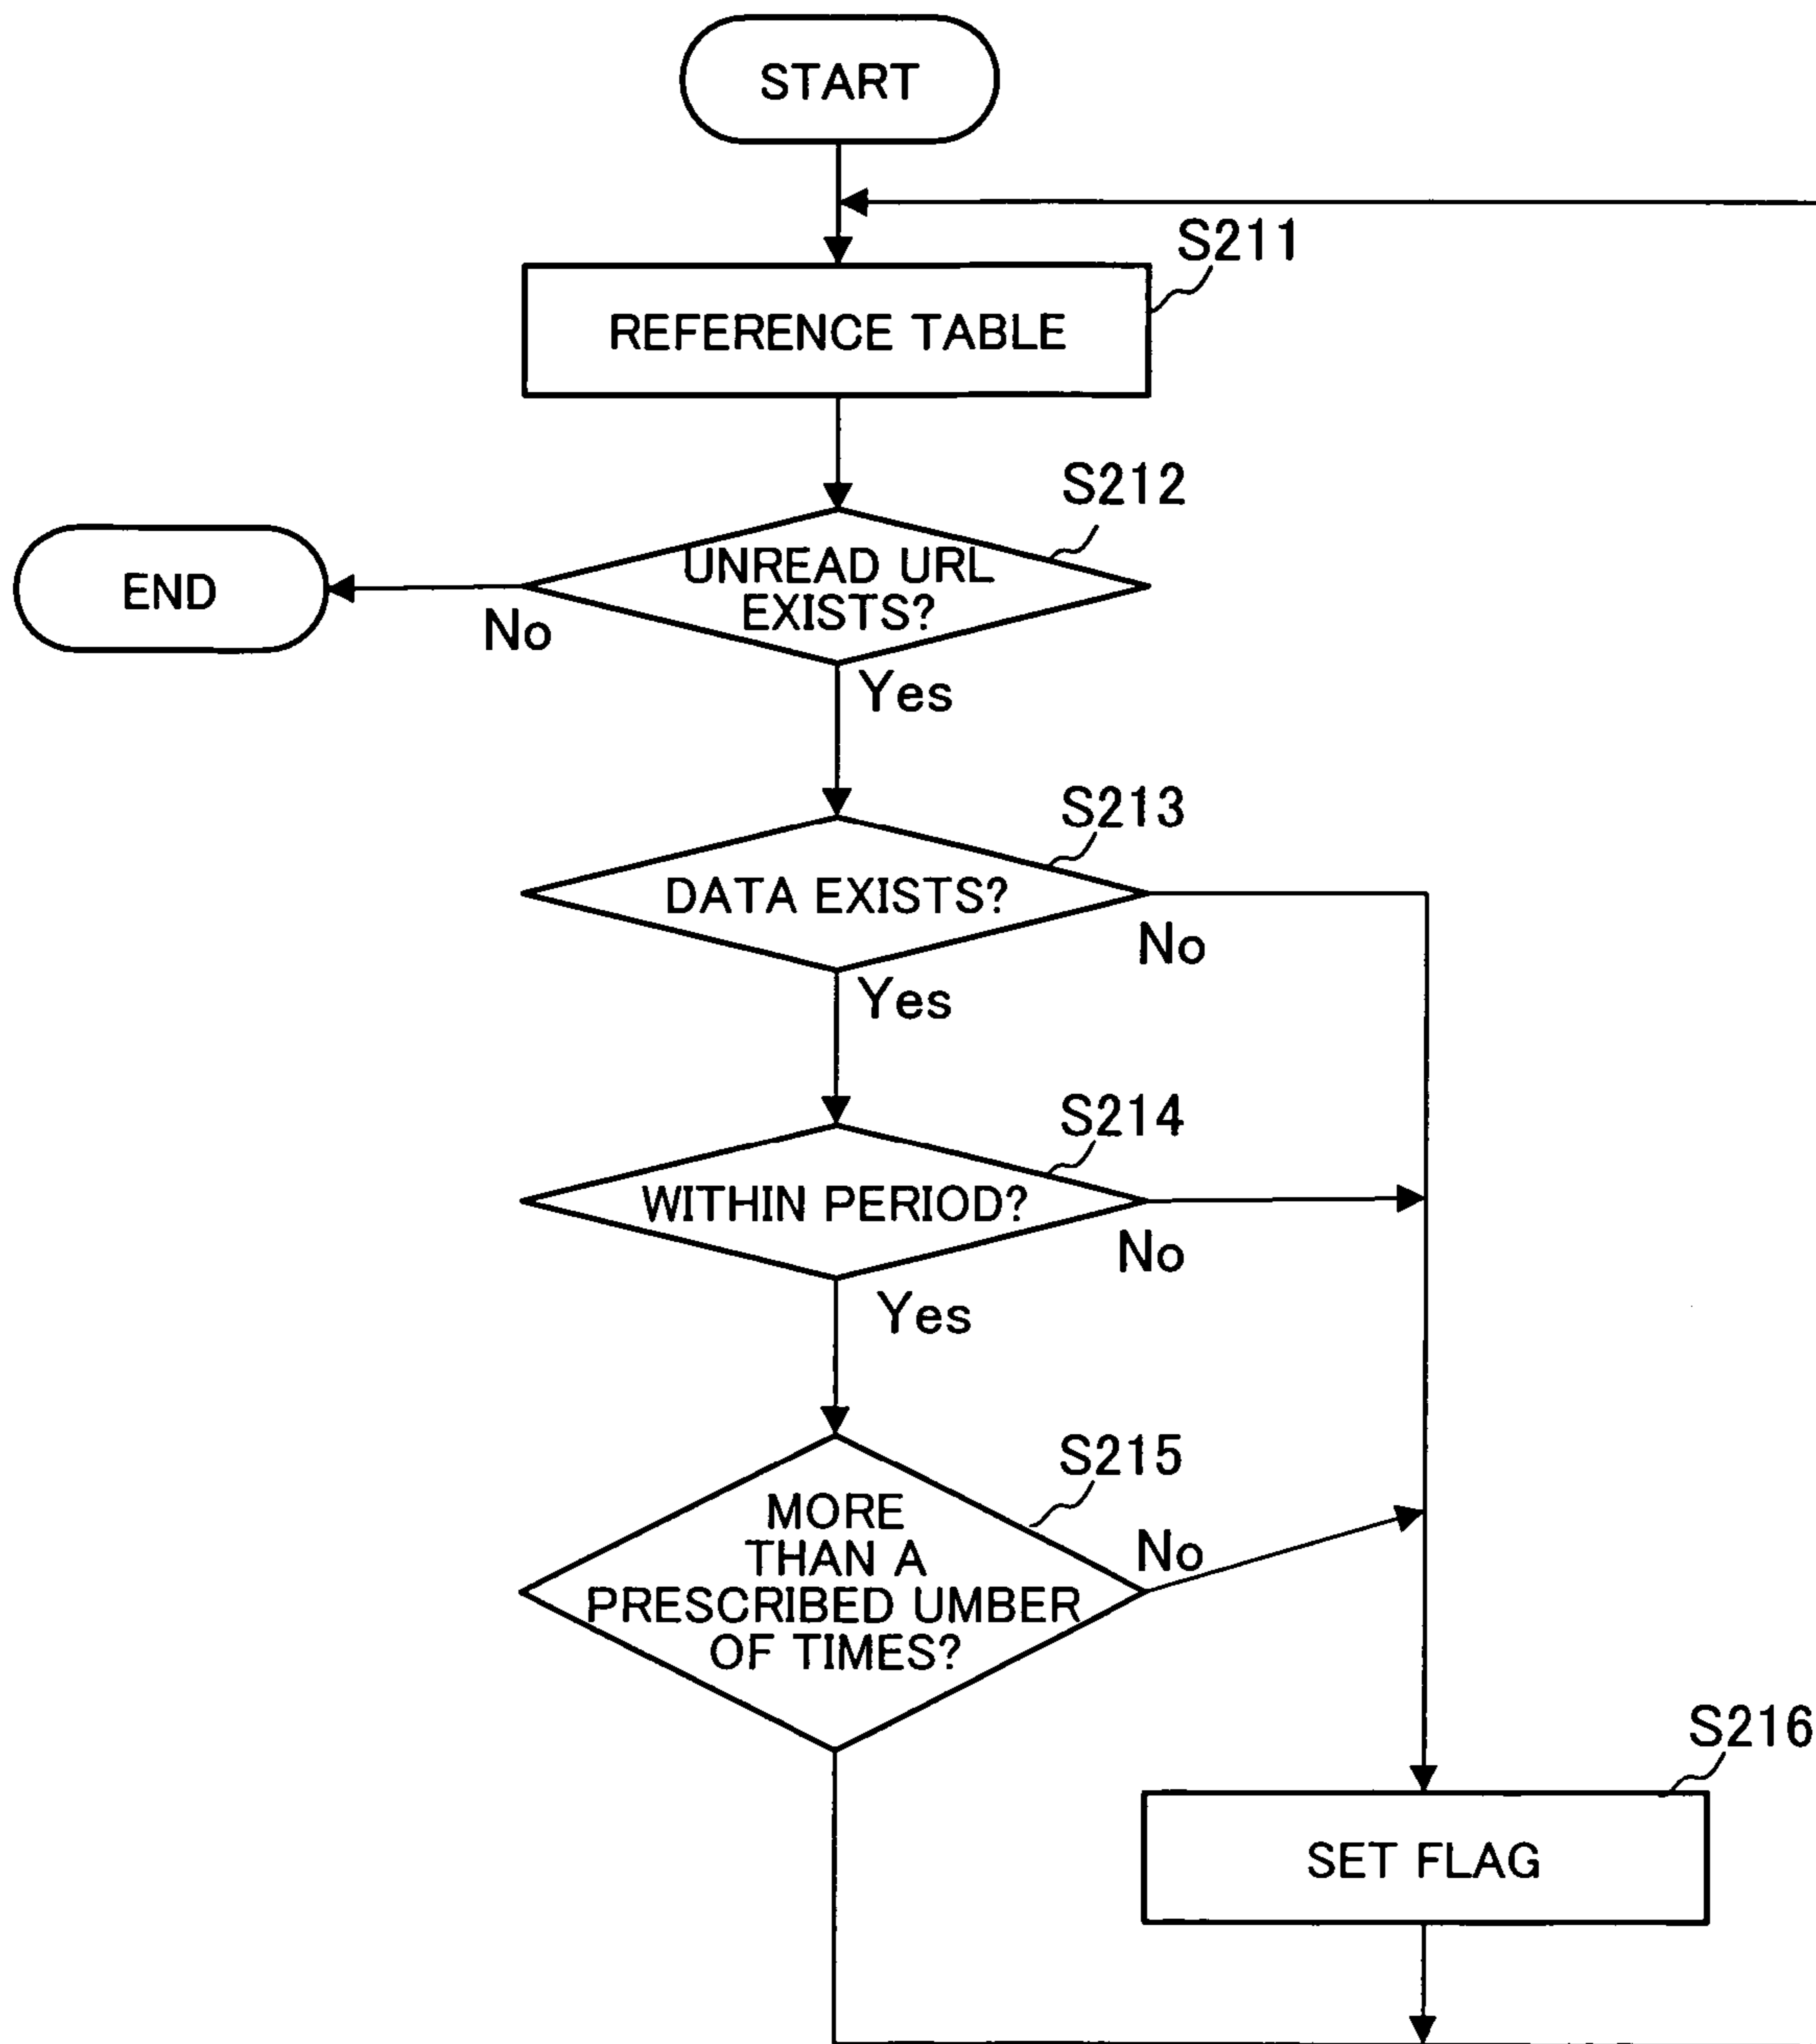 START
S211
REFERENCE TABLE
S212
UNREAD URL
EXISTS?
END
No
Yes
S213
DATA EXISTS?
No
Yes
S214
WITHIN PERIOD?
No
Yes
S215
MORE
THAN A
PRESCRIBED UMBER
OF TIMES?
No
S216
SET FLAG